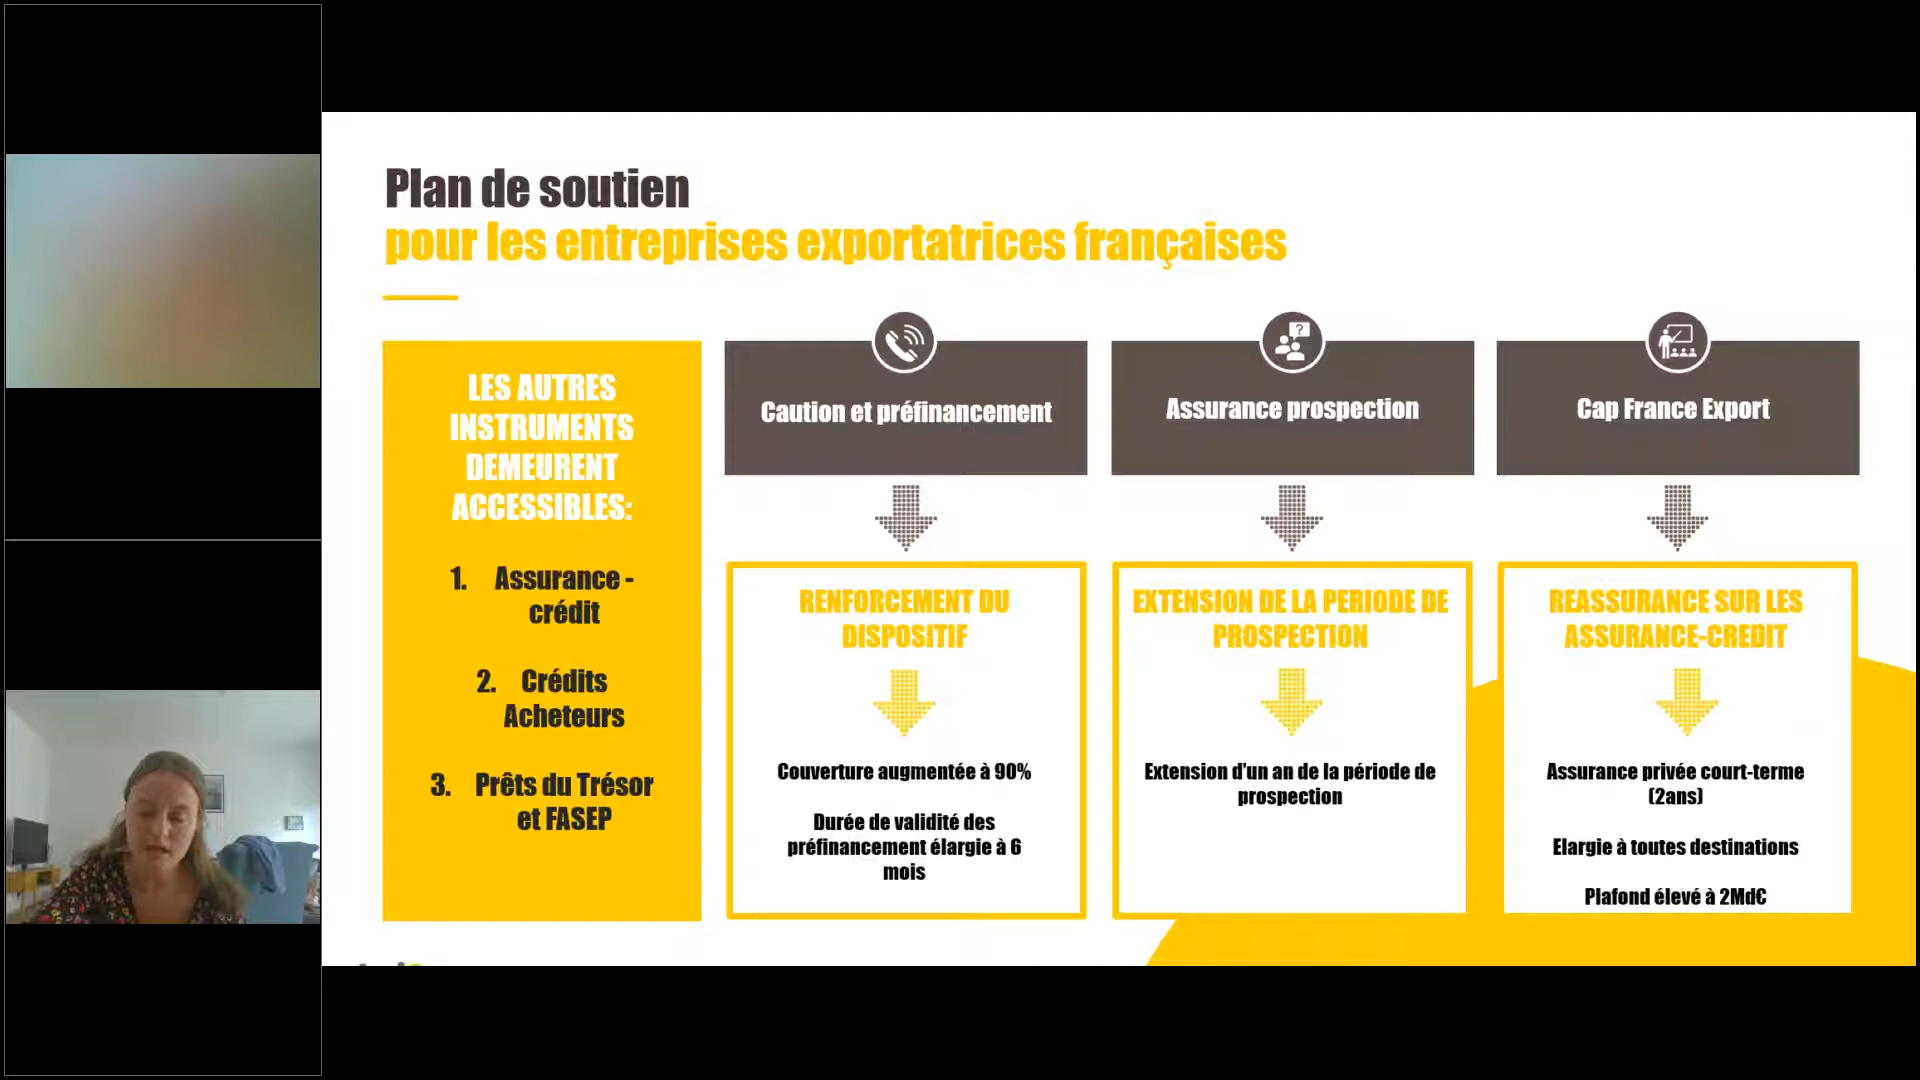 Plan de soutien
pour les entreprises exportatrices françaises
LES AUTRES
INSTRUMENTS
DEMEURENT
ACCESSIBLES:
1. Assurance -
crédit
2. Crédits
Acheteurs
3. Prêts du Trésor
et FASEP
Caution et préfinancement
RENFORCEMENT DU
DISPOSITIF
Couverture augmentée à 90%
Durée de validité des
préfinancement élargie à 6
mois
Assurance prospection
?
EXTENSION DE LA PERIODE DE
PROSPECTION
Extension d'un an de la période de
prospection
Cap France Export
REASSURANCE SUR LES
ASSURANCE-CREDIT
Assurance privée court-terme
(2ans)
Elargie à toutes destinations
Plafond élevé à 2Md€